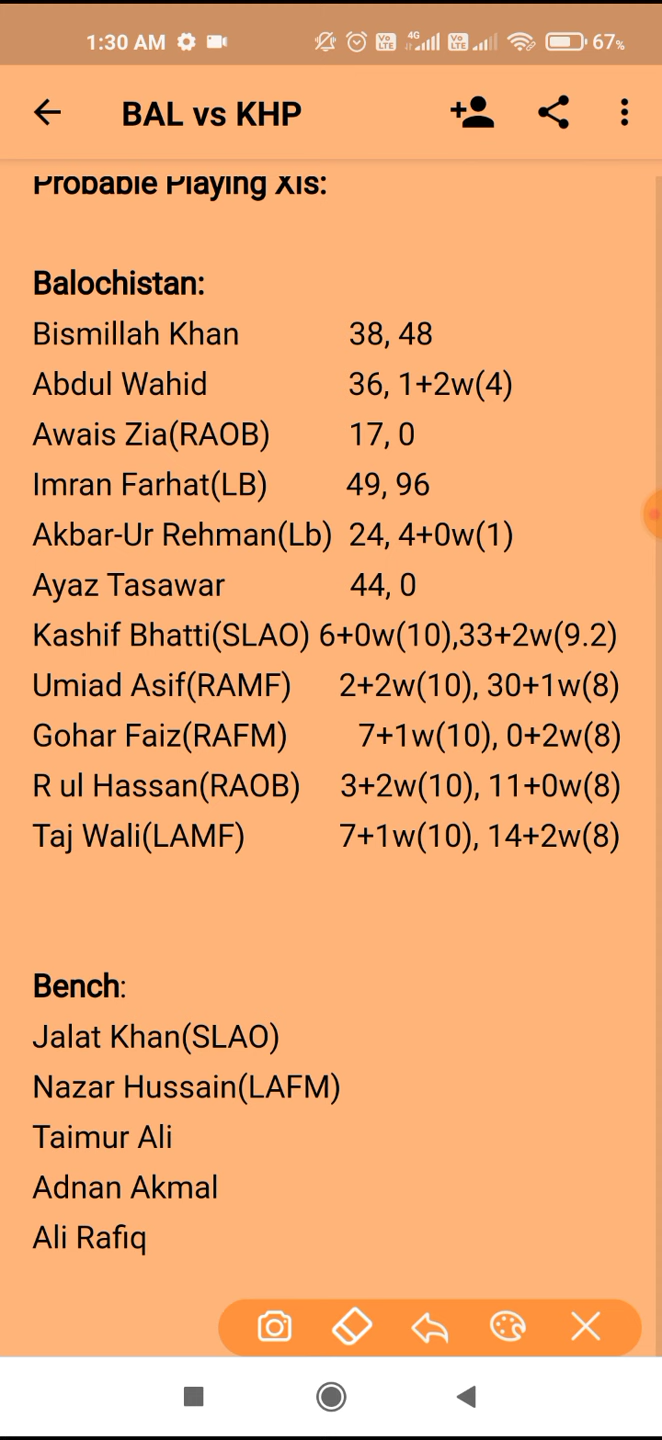 1:30 AM 4G Vo LTE Vo LTE 67%
BAL vs KHP
Probable Playing XIs:
Balochistan:
Bismillah Khan 38, 48
Abdul Wahid 36, 1+2w(4)
Awais Zia(RAOB) 17, 0
Imran Farhat(LB) 49, 96
Akbar-Ur Rehman(Lb) 24, 4+0w(1)
Ayaz Tasawar 44, 0
Kashif Bhatti(SLAO) 6+0w(10),33+2w(9.2)
Umiad Asif(RAMF) 2+2w(10), 30+1w(8)
Gohar Faiz(RAFM) 7+1w(10), 0+2w(8)
R ul Hassan(RAOB) 3+2w(10), 11+0w(8)
Taj Wali(LAMF) 7+1w(10), 14+2w(8)
Bench:
Jalat Khan(SLAO)
Nazar Hussain(LAFM)
Taimur Ali
Adnan Akmal
Ali Rafiq